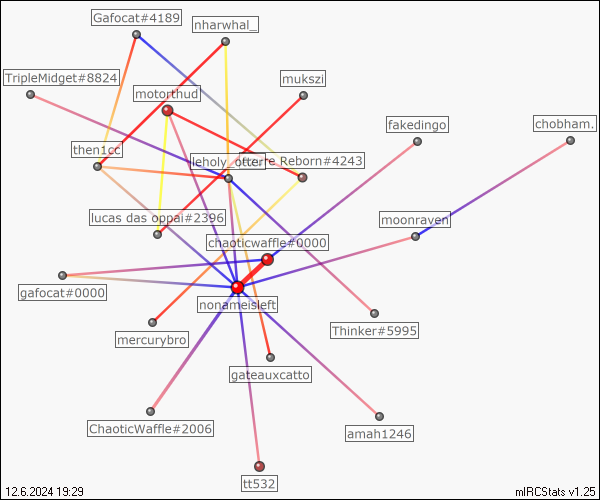 Gafocat#4189
nharwhal_
TripleMidget#8824
mukszi
motorthud
fakedingo
chobham.
then1cc
leholy_otter
Reborn#4243
lucas das oppai#2396
moonraven
chaoticwaffle#0000
gafocat#0000
nonameisleft
mercurybro
Thinker#5995
gateauxcatto
ChaoticWaffle#2006
amah1246
tt532
12.6.2024 19:29
mIRCStats v1.25